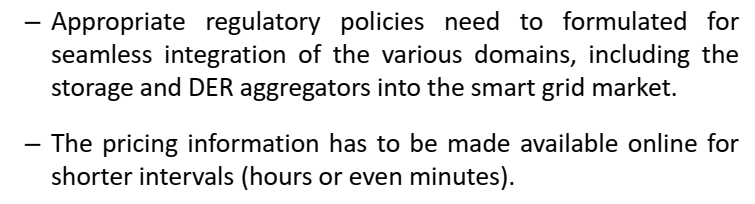 – Appropriate regulatory policies need to formulated for
seamless integration of the various domains, including the
storage and DER aggregators into the smart grid market.
– The pricing information has to be made available online for
shorter intervals (hours or even minutes).